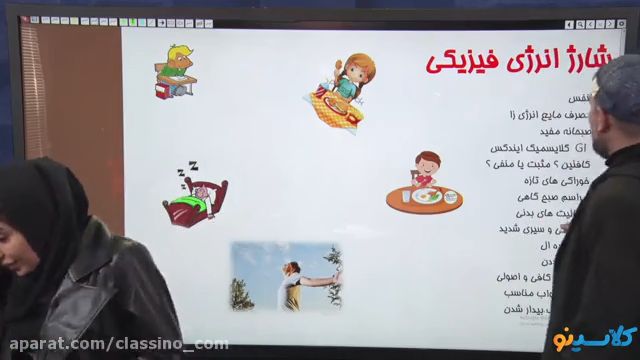 شارژ انرژی فیزیکی
تنفس
مصرف مایع انرژی زا
صبحانه مفید
GI گلایسمیک ایندکس
کافئین ؟ مثبت یا منفی ؟
خوراکی های تازه
مراسم صبح گاهی
های بدنی
و سیری شدید
ده ال
دن
کافی و اصولی
خواب مناسب
بیدار شدن
z z z
aparat.com/classino_com
کلاسینو